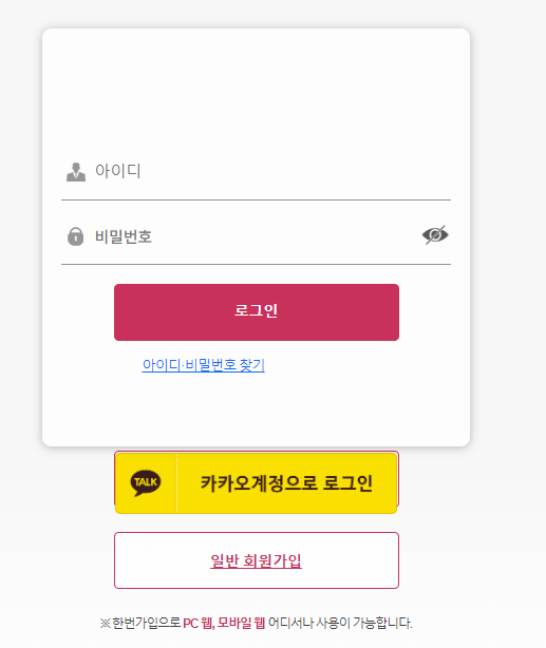 아이디
비밀번호
로그인
아이디·비밀번호 찾기
TALK 카카오계정으로 로그인
일반 회원가입
※ 한번가입으로 PC 웹, 모바일 웹 어디서나 사용이 가능합니다.